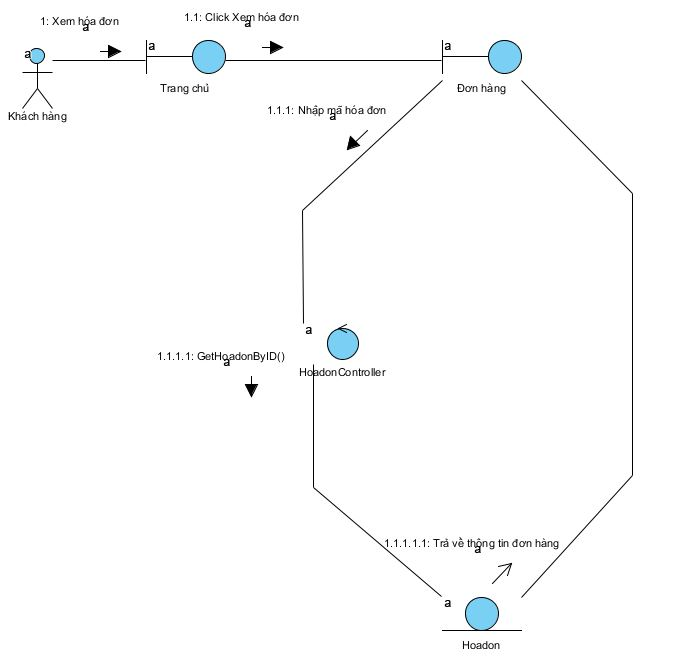 1: Xem hóa đơn
a
1.1: Click Xem hóa đơn
a
a
Khách hàng
a
Trang chủ
a
Đơn hàng
1.1.1: Nhập mã hóa đơn
a
a
HoadonController
1.1.1.1: GetHoadonByID()
a
1.1.1.1.1: Trả về thông tin đơn hàng
a
a
Hoadon